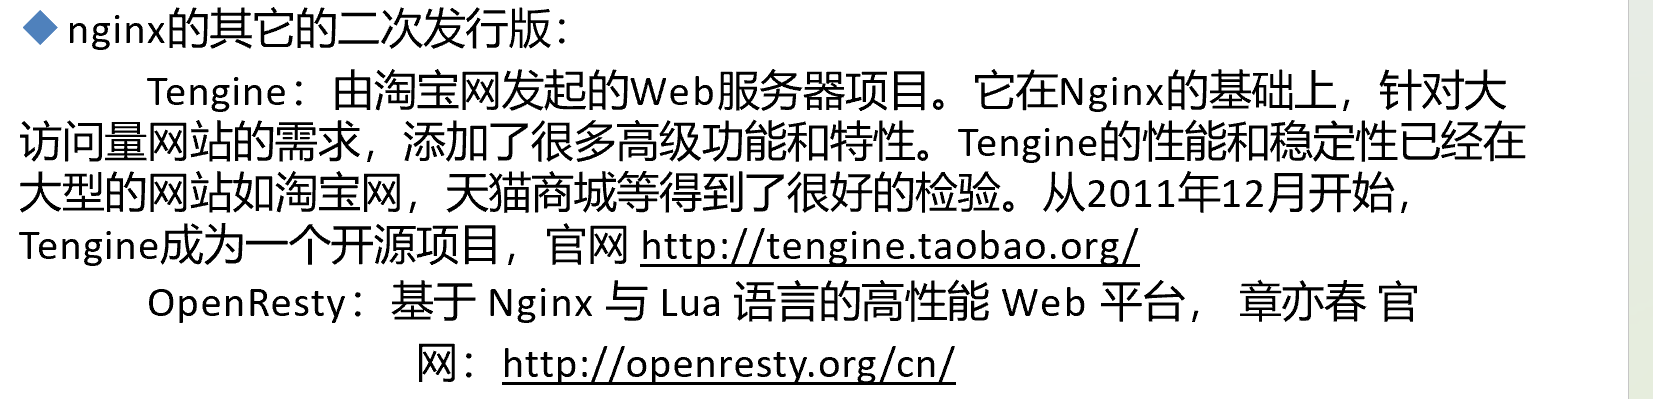 nginx的其它的二次发行版：
Tengine：由淘宝网发起的Web服务器项目。它在Nginx的基础上，针对大
访问量网站的需求，添加了很多高级功能和特性。Tengine的性能和稳定性已经在
大型的网站如淘宝网，天猫商城等得到了很好的检验。从2011年12月开始，
Tengine成为一个开源项目，官网 http://tengine.taobao.org/
OpenResty：基于 Nginx 与 Lua 语言的高性能 Web 平台， 章亦春 官
网：http://openresty.org/cn/